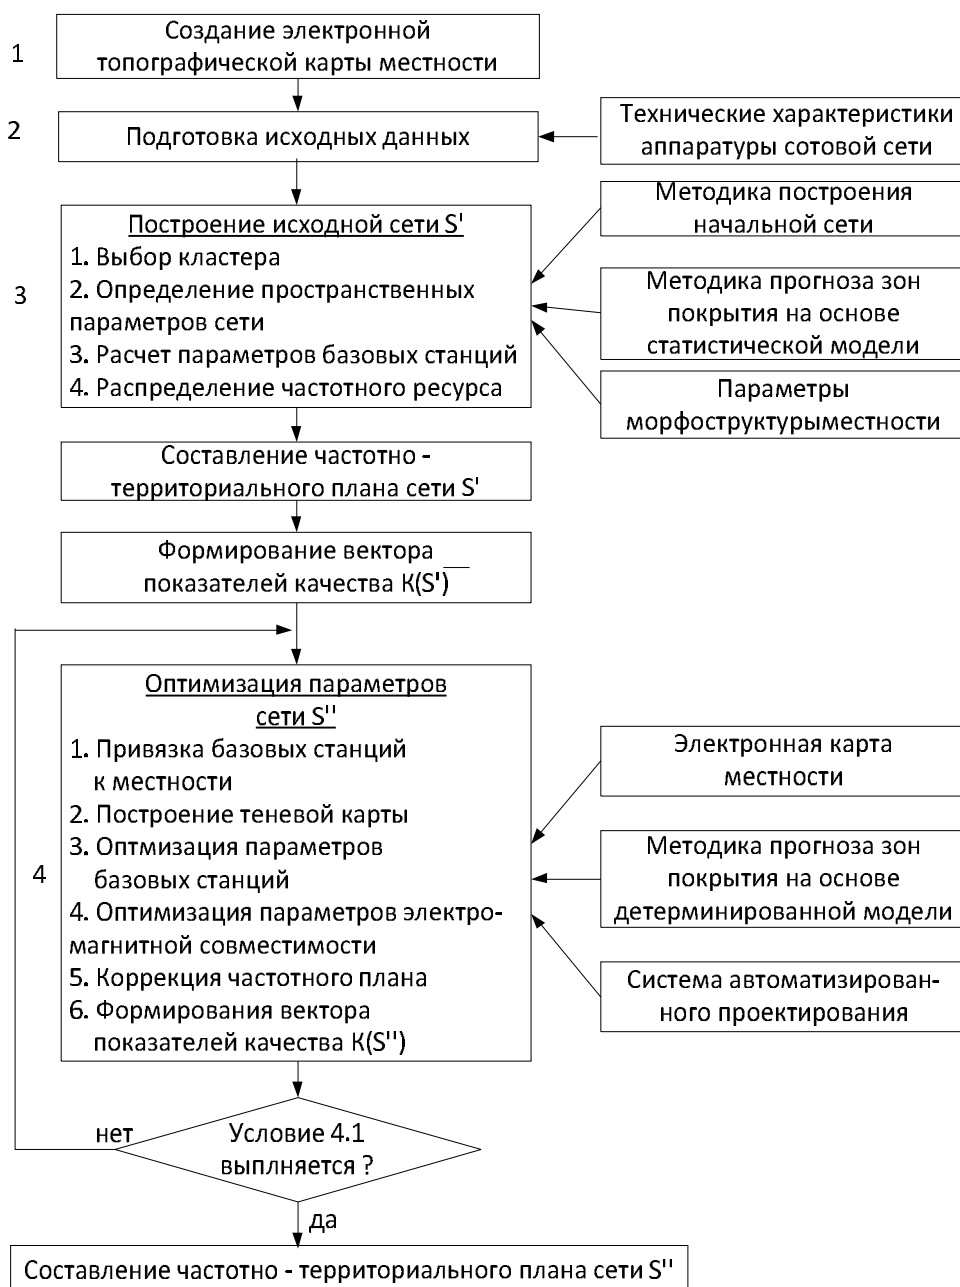 1
Создание электронной
топографической карты местности
2
Подготовка исходных данных
Технические характеристики
аппаратуры сотовой сети
3
Построение исходной сети S'
1. Выбор кластера
2. Определение пространственных
параметров сети
3. Расчет параметров базовых станций
4. Распределение частотного ресурса
Методика построения
начальной сети
Методика прогноза зон
покрытия на основе
статистической модели
Параметры
морфоструктурыместности
Составление частотно -
территориального плана сети S'
Формирование вектора
показателей качества К(S')
4
Оптимизация параметров
сети S''
1. Привязка базовых станций
к местности
2. Построение теневой карты
3. Оптмизация параметров
базовых станций
4. Оптимизация параметров электро-
магнитной совместимости
5. Коррекция частотного плана
6. Формирования вектора
показателей качества К(S'')
Электронная карта
местности
Методика прогноза зон
покрытия на основе
детерминированной модели
Система автоматизирован-
ного проектирования
нет
Условие 4.1
выплняется ?
да
Составление частотно - территориального плана сети S''